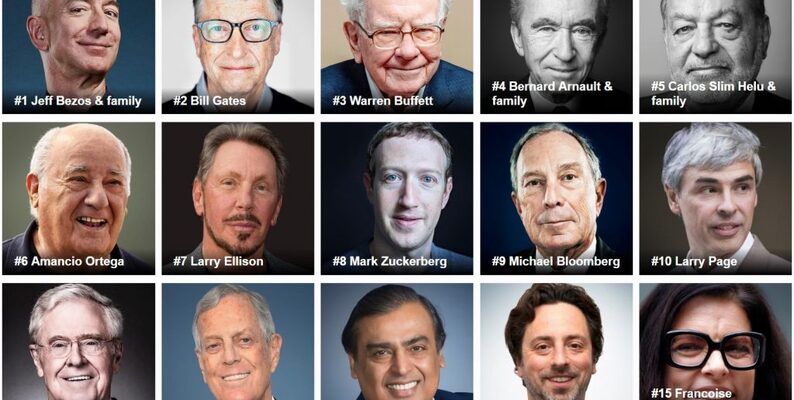 #1 Jeff Bezos & family
#2 Bill Gates
#3 Warren Buffett
#4 Bernard Arnault &
family
#5 Carlos Slim Helu &
family
#6 Amancio Ortega
#7 Larry Ellison
#8 Mark Zuckerberg
#9 Michael Bloomberg
#10 Larry Page
#15 Francoise